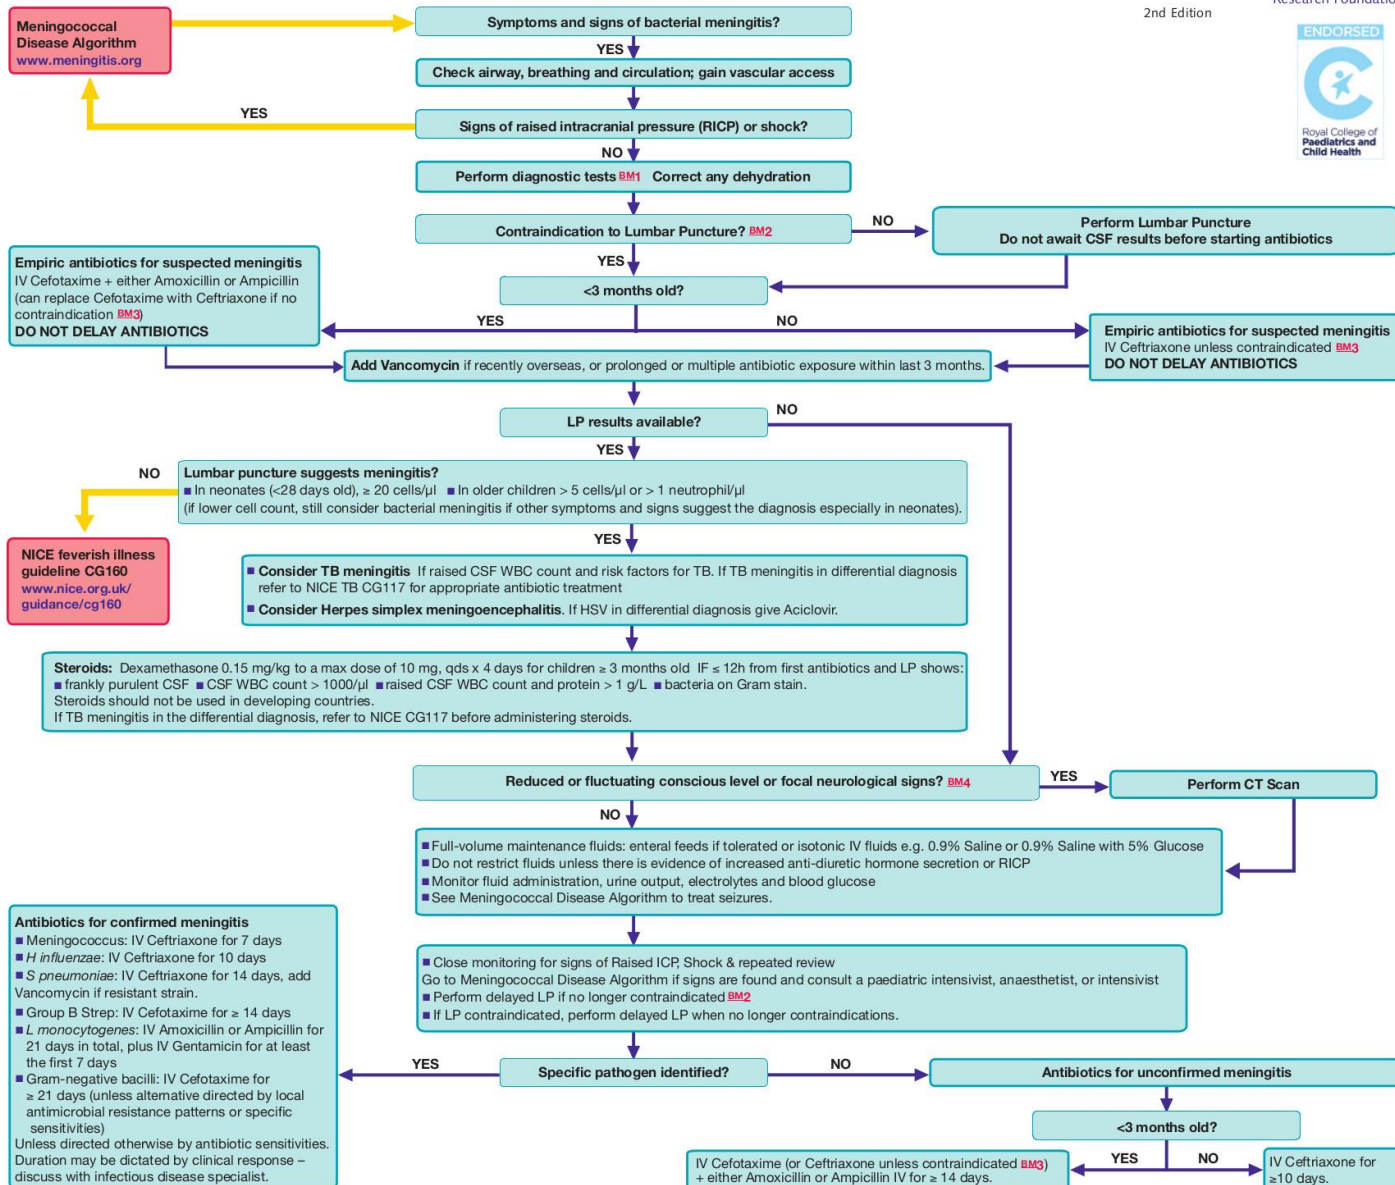 Research Foundation
2nd Edition
ENDORSED
Royal College of
Paediatrics and
Child Health
Meningococcal
Disease Algorithm
www.meningitis.org
Symptoms and signs of bacterial meningitis?
YES
Check airway, breathing and circulation; gain vascular access
YES
Signs of raised intracranial pressure (RICP) or shock?
NO
Perform diagnostic tests BM1 Correct any dehydration
Contraindication to Lumbar Puncture? BM2
NO
Perform Lumbar Puncture
Do not await CSF results before starting antibiotics
YES
<3 months old?
Empiric antibiotics for suspected meningitis
IV Cefotaxime + either Amoxicillin or Ampicillin
(can replace Cefotaxime with Ceftriaxone if no
contraindication BM3)
DO NOT DELAY ANTIBIOTICS
YES
NO
Empiric antibiotics for suspected meningitis
IV Ceftriaxone unless contraindicated BM3
DO NOT DELAY ANTIBIOTICS
Add Vancomycin if recently overseas, or prolonged or multiple antibiotic exposure within last 3 months.
LP results available?
NO
YES
NO
Lumbar puncture suggests meningitis?
■ In neonates (<28 days old), ≥ 20 cells/µl ■ In older children > 5 cells/µl or > 1 neutrophil/µl
(if lower cell count, still consider bacterial meningitis if other symptoms and signs suggest the diagnosis especially in neonates).
YES
NICE feverish illness
guideline CG160
www.nice.org.uk/
guidance/cg160
■ Consider TB meningitis If raised CSF WBC count and risk factors for TB. If TB meningitis in differential diagnosis
refer to NICE TB CG117 for appropriate antibiotic treatment
■ Consider Herpes simplex meningoencephalitis. If HSV in differential diagnosis give Aciclovir.
Steroids: Dexamethasone 0.15 mg/kg to a max dose of 10 mg, qds x 4 days for children ≥ 3 months old IF ≤ 12h from first antibiotics and LP shows:
■ frankly purulent CSF ■ CSF WBC count > 1000/µl ■ raised CSF WBC count and protein > 1 g/L ■ bacteria on Gram stain.
Steroids should not be used in developing countries.
If TB meningitis in the differential diagnosis, refer to NICE CG117 before administering steroids.
Reduced or fluctuating conscious level or focal neurological signs? BM4
YES
Perform CT Scan
NO
■ Full-volume maintenance fluids: enteral feeds if tolerated or isotonic IV fluids e.g. 0.9% Saline or 0.9% Saline with 5% Glucose
■ Do not restrict fluids unless there is evidence of increased anti-diuretic hormone secretion or RICP
■ Monitor fluid administration, urine output, electrolytes and blood glucose
■ See Meningococcal Disease Algorithm to treat seizures.
■ Close monitoring for signs of Raised ICP, Shock & repeated review
Go to Meningococcal Disease Algorithm if signs are found and consult a paediatric intensivist, anaesthetist, or intensivist
■ Perform delayed LP if no longer contraindicated BM2
■ If LP contraindicated, perform delayed LP when no longer contraindications.
Specific pathogen identified?
YES
NO
Antibiotics for confirmed meningitis
■ Meningococcus: IV Ceftriaxone for 7 days
■ H influenzae: IV Ceftriaxone for 10 days
■ S pneumoniae: IV Ceftriaxone for 14 days, add
Vancomycin if resistant strain.
■ Group B Strep: IV Cefotaxime for ≥ 14 days
■ L monocytogenes: IV Amoxicillin or Ampicillin for
21 days in total, plus IV Gentamicin for at least
the first 7 days
■ Gram-negative bacilli: IV Cefotaxime for
≥ 21 days (unless alternative directed by local
antimicrobial resistance patterns or specific
sensitivities)
Unless directed otherwise by antibiotic sensitivities.
Duration may be dictated by clinical response –
discuss with infectious disease specialist.
Antibiotics for unconfirmed meningitis
<3 months old?
YES
NO
IV Cefotaxime (or Ceftriaxone unless contraindicated BM3)
+ either Amoxicillin or Ampicillin IV for ≥ 14 days.
IV Ceftriaxone for
≥10 days.